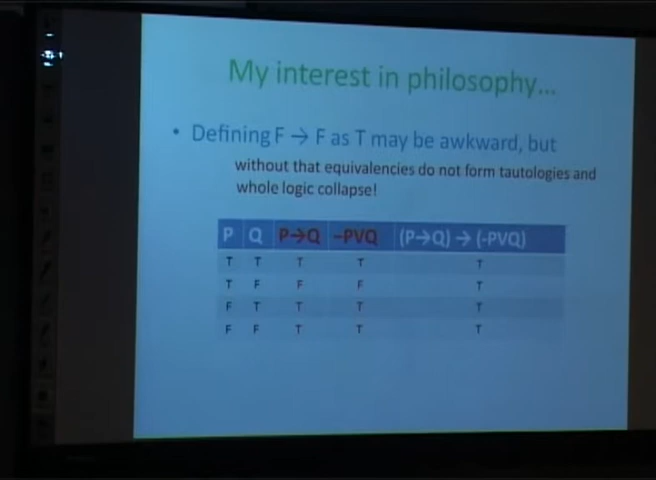 My interest in philosophy...
• Defining F → F as T may be awkward, but
without that equivalencies do not form tautologies and
whole logic collapse!
P Q P→Q –PVQ (P→Q) → (-PVQ)
T T T T T
T F F F T
F T T T T
F F T T T